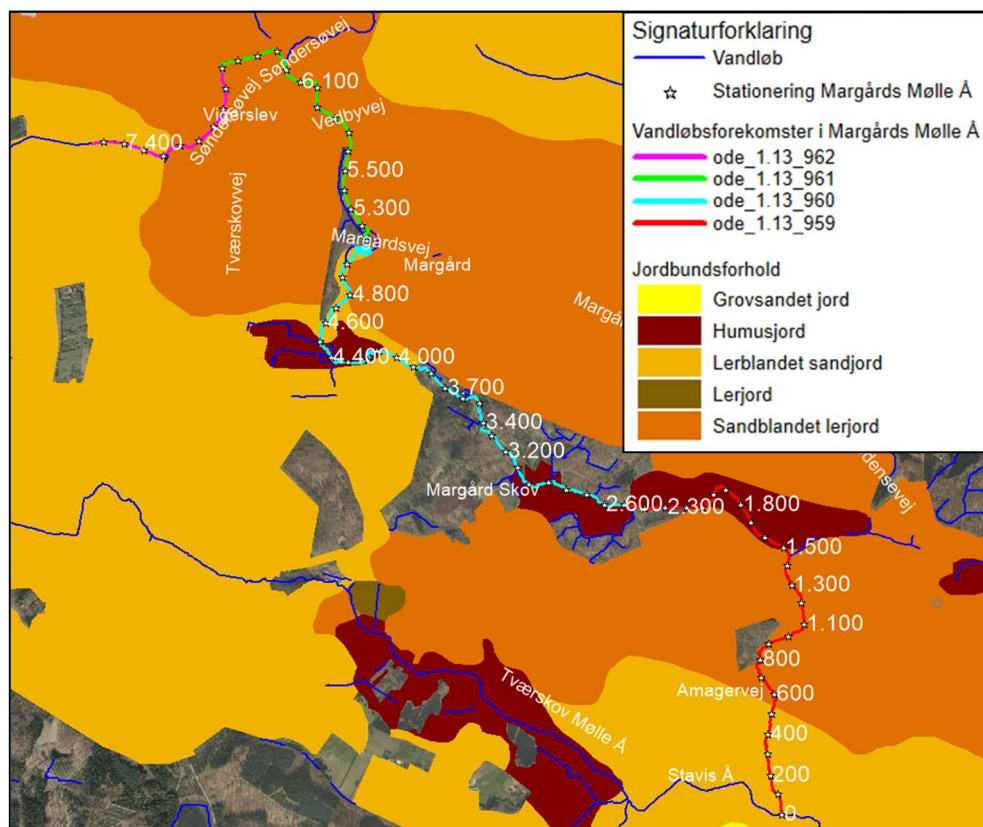 Signaturforklaring
Vandløb
Stationering Margårds Mølle Å
Vandløbsforekomster i Margårds Mølle Å
ode_1.13_962
ode_1.13_961
ode_1.13_960
ode_1.13_959
Jordbundsforhold
Grovsandet jord
Humusjord
Lerblandet sandjord
Lerjord
Sandblandet lerjord
Søndersøvej
6.100
Vigerslev
Vedbyvej
Søndersøvej
7.400
5.500
5.300
Tværskovvej
Margårdsvej
Margård
4.800
4.600
4.400
4.000
3.700
3.400
3.200
Margård Skov
2.600
2.300
1.800
1.500
1.300
1.100
800
Amagervej
600
Tværskov Mølle Å
400
Stavis Å
200
0